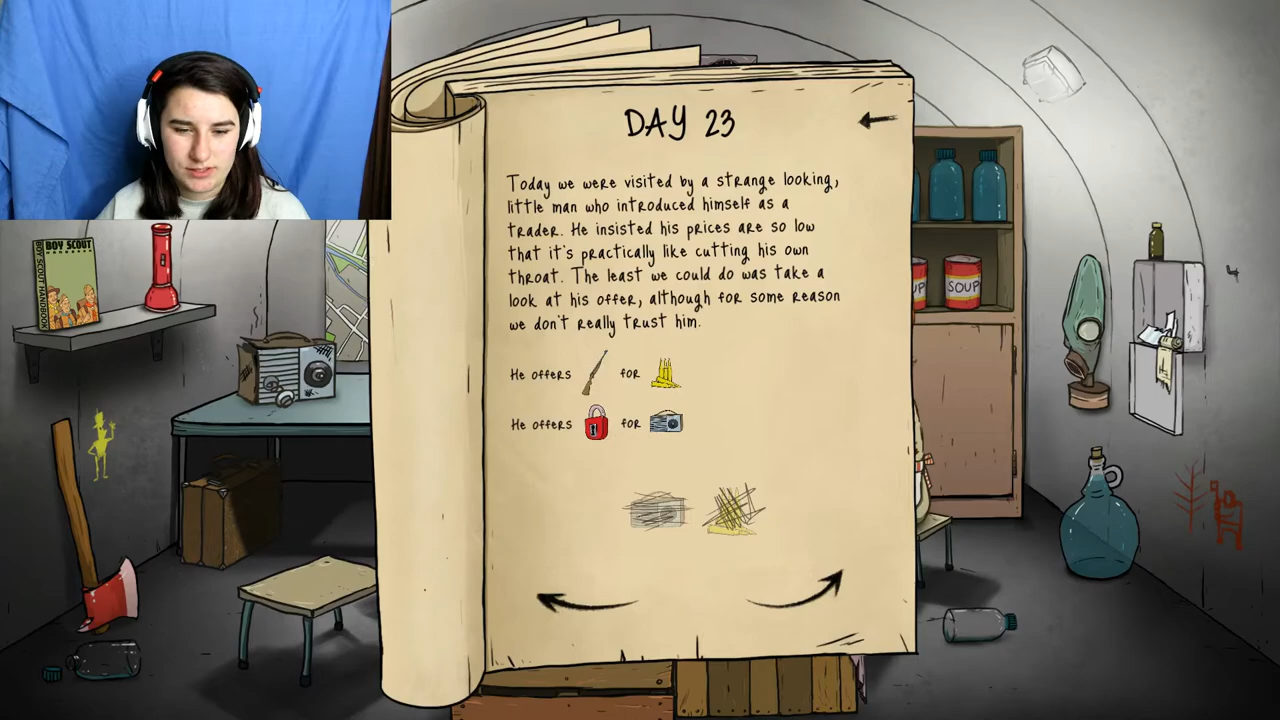 DAY 23
Today we were visited by a strange looking,
little man who introduced himself as a
trader. He insisted his prices are so low
that it's practically like cutting his own
throat. The least we could do was take a
look at his offer, although for some reason
we don't really trust him.
He offers for
He offers for
BOY SCOUT
BOY SCOUT HANDBOOK
UP
SOUP